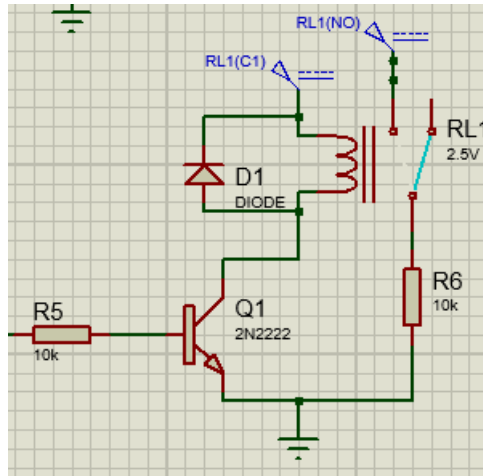 RL1(NO)
RL1(C1)
RL1
2.5V
D1
DIODE
R6
10k
Q1
2N2222
R5
10k